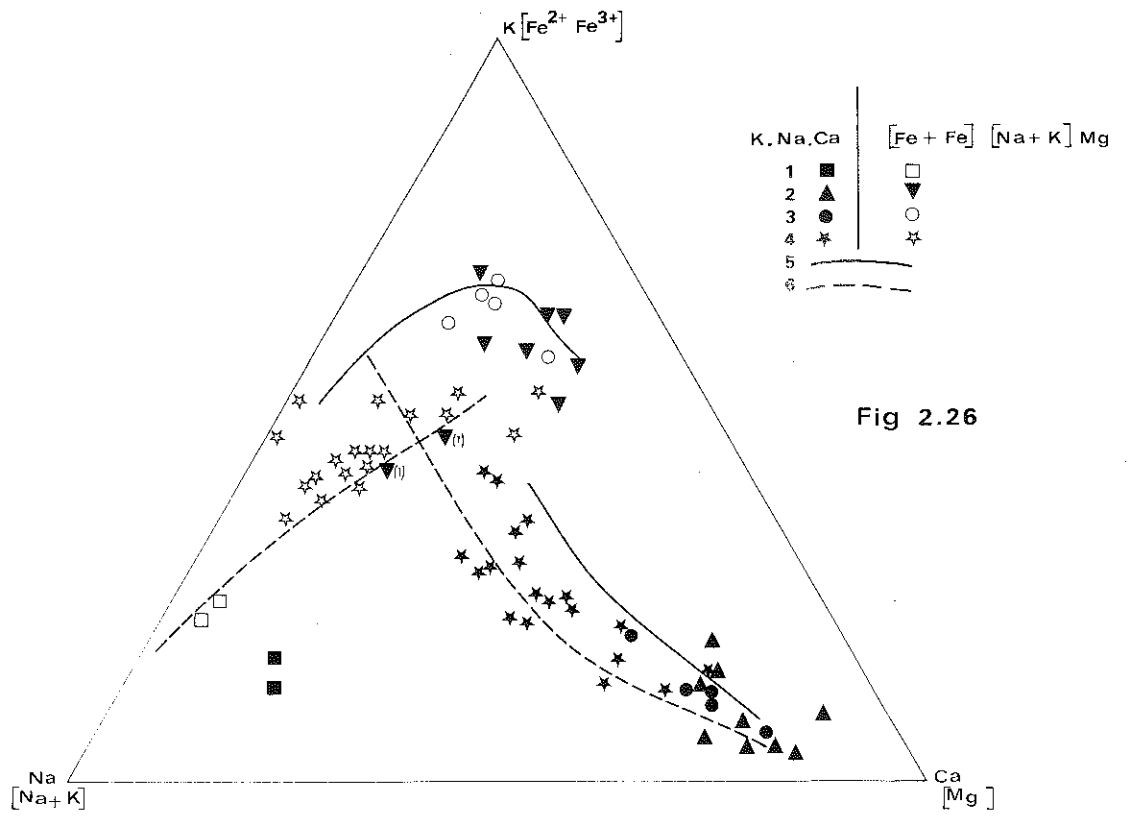 K [Fe2+ Fe3+]
K.Na.Ca [Fe + Fe] [Na+K] Mg
1
2
3
4
5
6
Fig 2.26
(1)
(1)
Na
[Na+K]
Ca
[Mg]